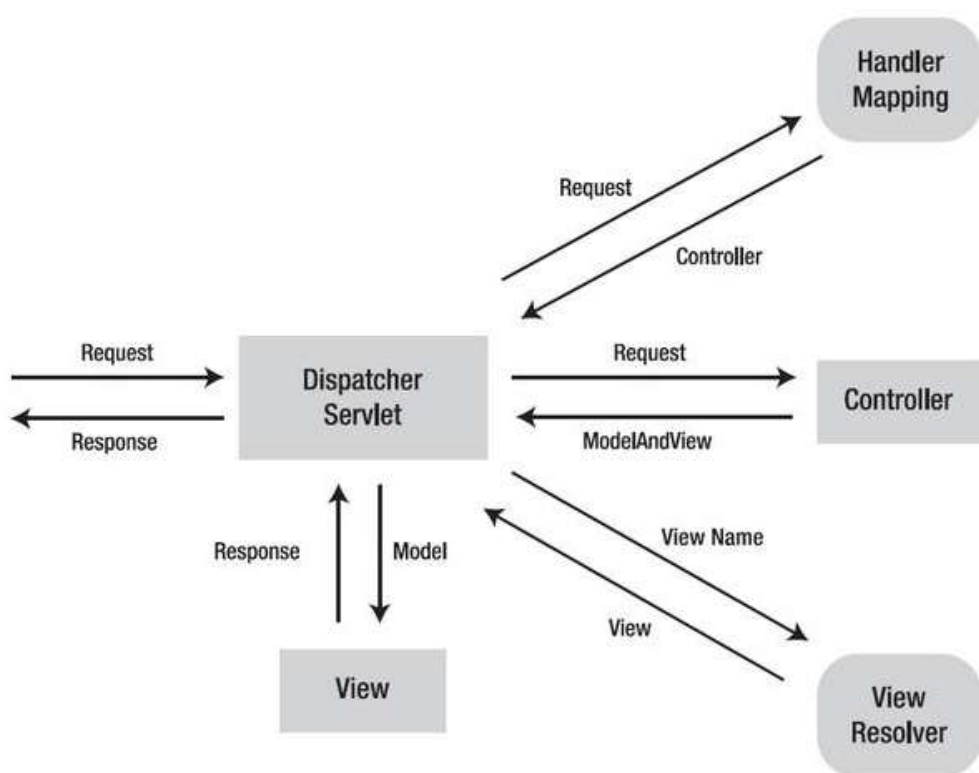 Handler
Mapping
Request
Controller
Request
Response
Dispatcher
Servlet
Request
ModelAndView
Controller
Response
Model
View Name
View
View
View
Resolver